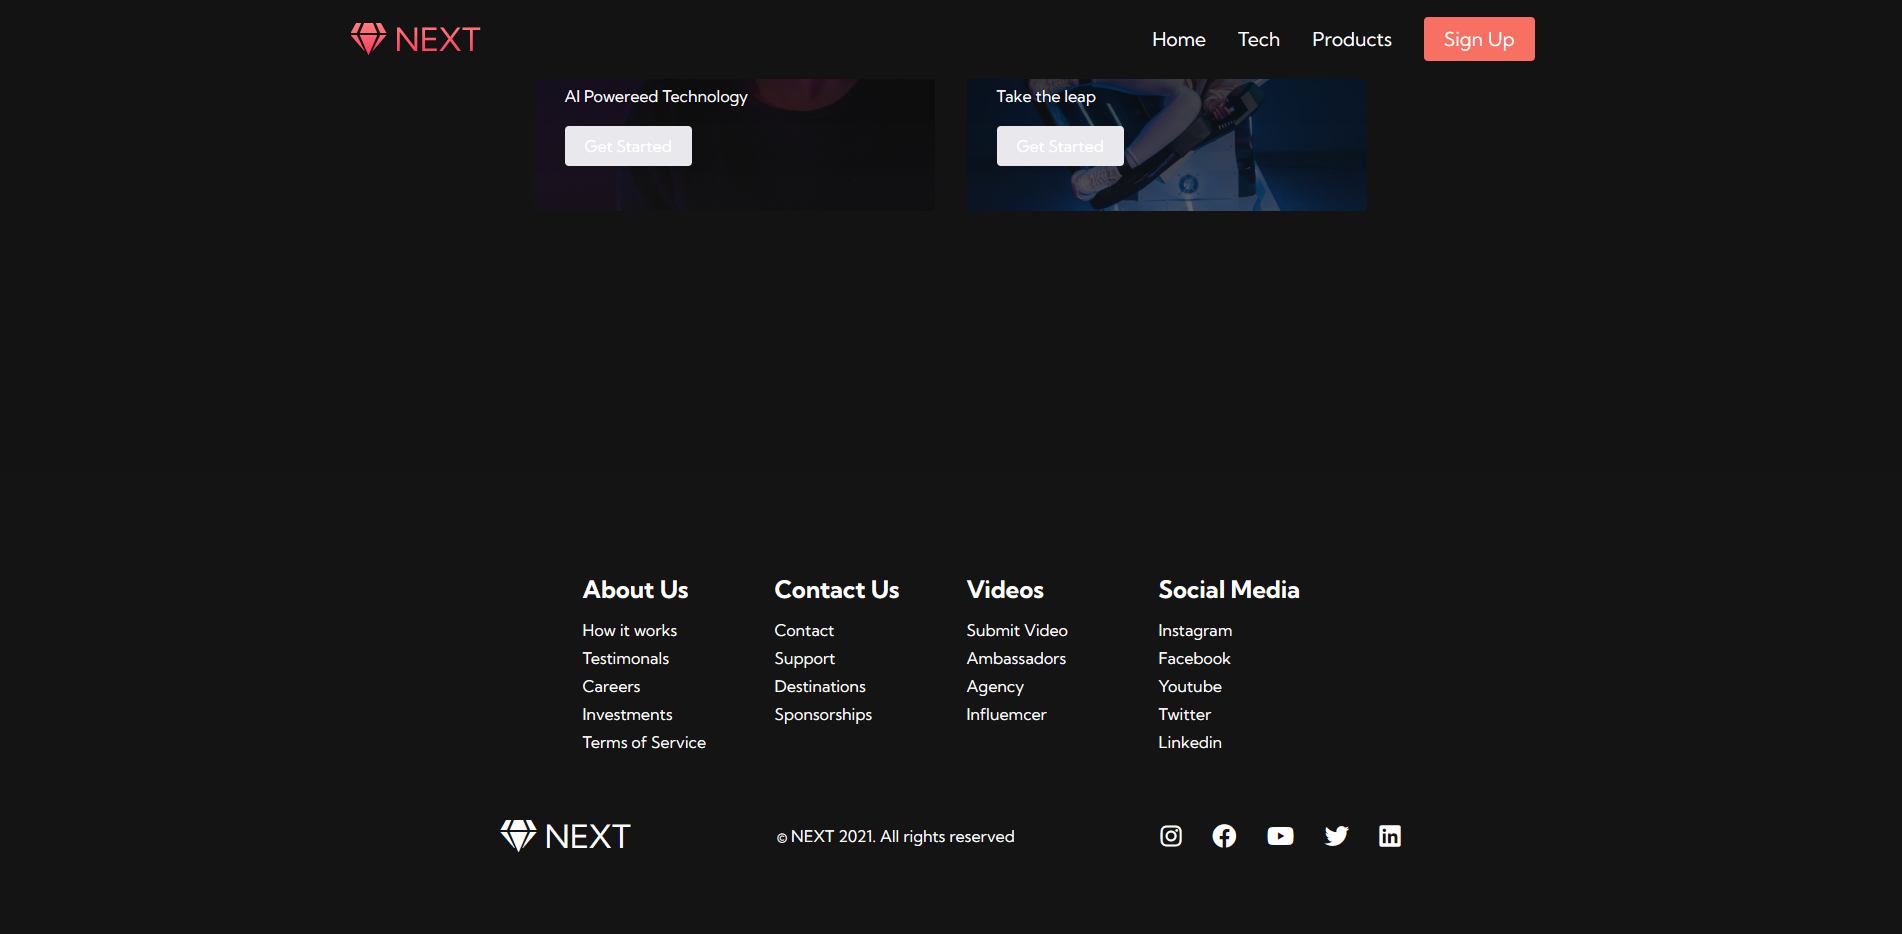 NEXT
Home Tech Products Sign Up
AI Powereed Technology
Get Started
Take the leap
Get Started
About Us
How it works
Testimonals
Careers
Investments
Terms of Service
Contact Us
Contact
Support
Destinations
Sponsorships
Videos
Submit Video
Ambassadors
Agency
Influemcer
Social Media
Instagram
Facebook
Youtube
Twitter
Linkedin
NEXT
© NEXT 2021. All rights reserved